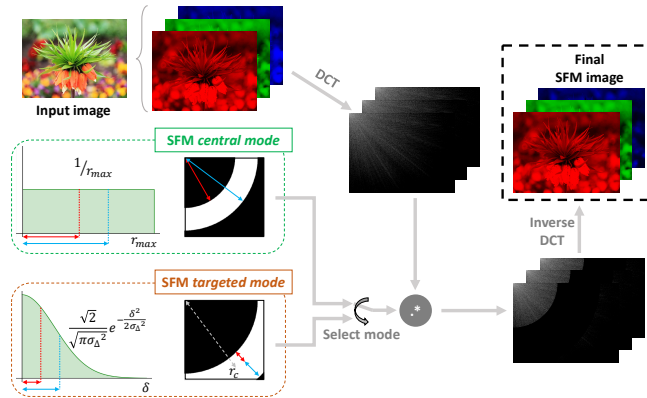 Input image
DCT
Final
SFM image
SFM central mode
1/r_max
r_max
Inverse
DCT
SFM targeted mode
√2/√(πσ_Δ²) e^(-δ²/2σ_Δ²)
δ
r_c
.*
Select mode